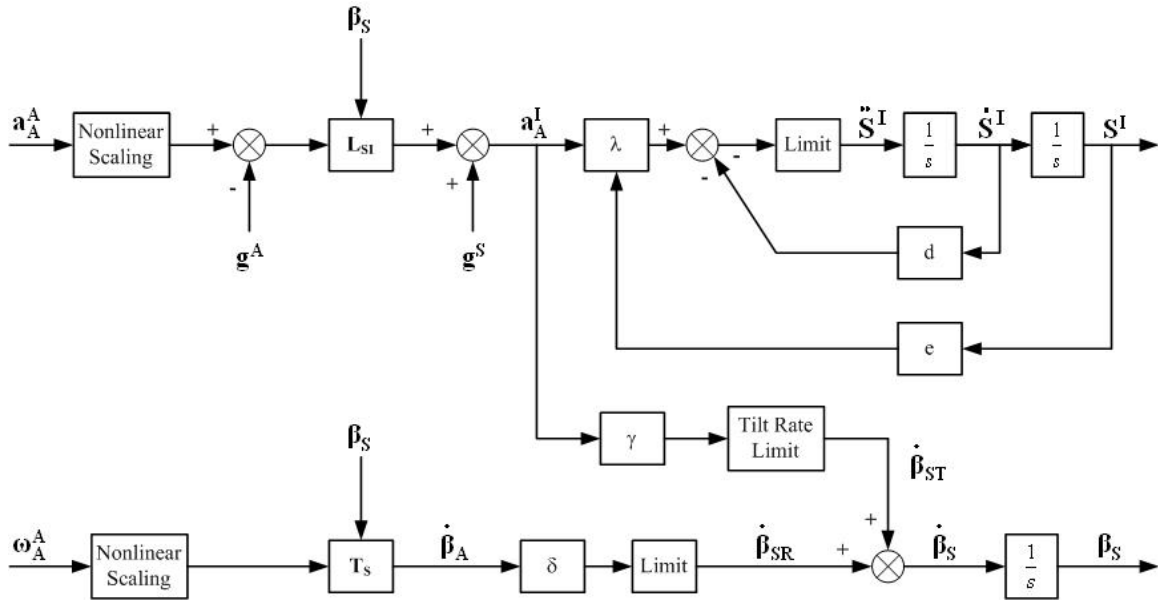 β_S
a_A^A
Nonlinear
Scaling
+
-
g^A
L_SI
+
+
g^S
a_A^I
λ
+
-
-
Limit
S̈^I
1/s
Ṡ^I
1/s
S^I
d
e
γ
Tilt Rate
Limit
β̇_ST
β_S
+
ω_A^A
Nonlinear
Scaling
T_S
β̇_A
δ
Limit
β̇_SR
+
β̇_S
1/s
β_S